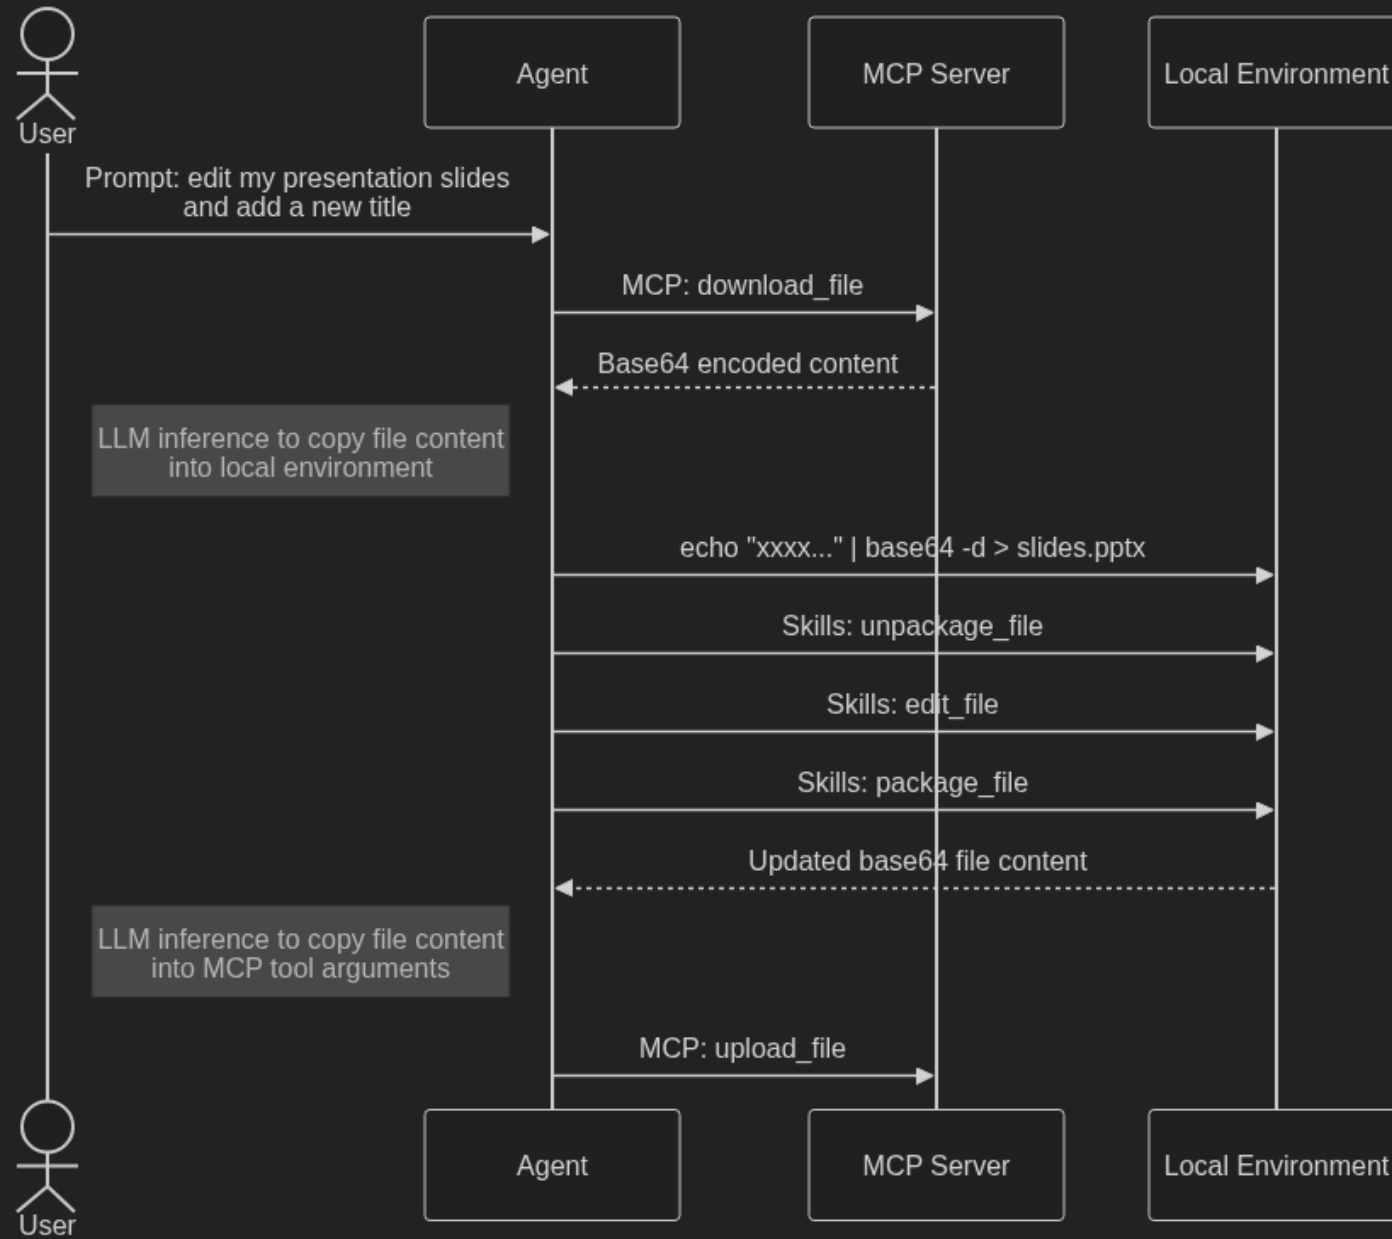 User
Agent
MCP Server
Local Environment
Prompt: edit my presentation slides
and add a new title
MCP: download_file
Base64 encoded content
LLM inference to copy file content
into local environment
echo "xxxx..." | base64 -d > slides.pptx
Skills: unpackage_file
Skills: edit_file
Skills: package_file
Updated base64 file content
LLM inference to copy file content
into MCP tool arguments
MCP: upload_file
User
Agent
MCP Server
Local Environment